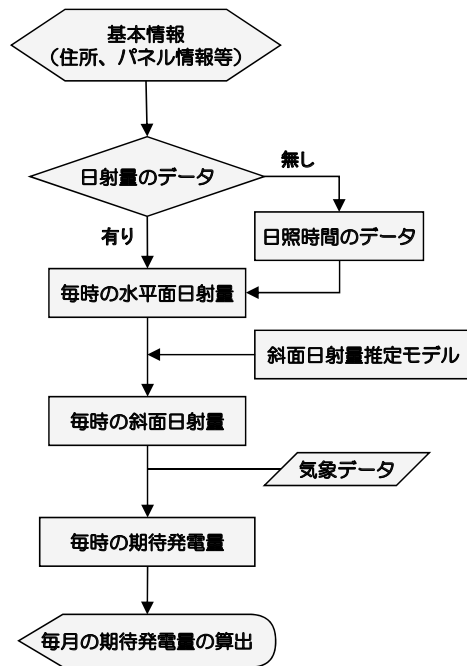 基本情報
（住所、パネル情報等）
日射量のデータ
無し
有り
日照時間のデータ
毎時の水平面日射量
斜面日射量推定モデル
毎時の斜面日射量
気象データ
毎時の期待発電量
毎月の期待発電量の算出